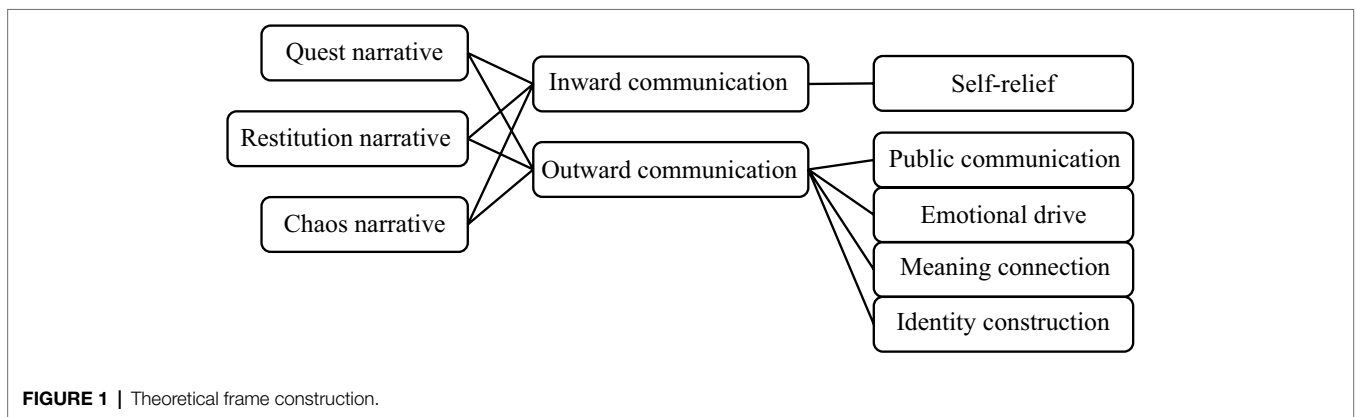 Quest narrative
Restitution narrative
Chaos narrative
Inward communication
Outward communication
Self-relief
Public communication
Emotional drive
Meaning connection
Identity construction
FIGURE 1 | Theoretical frame construction.